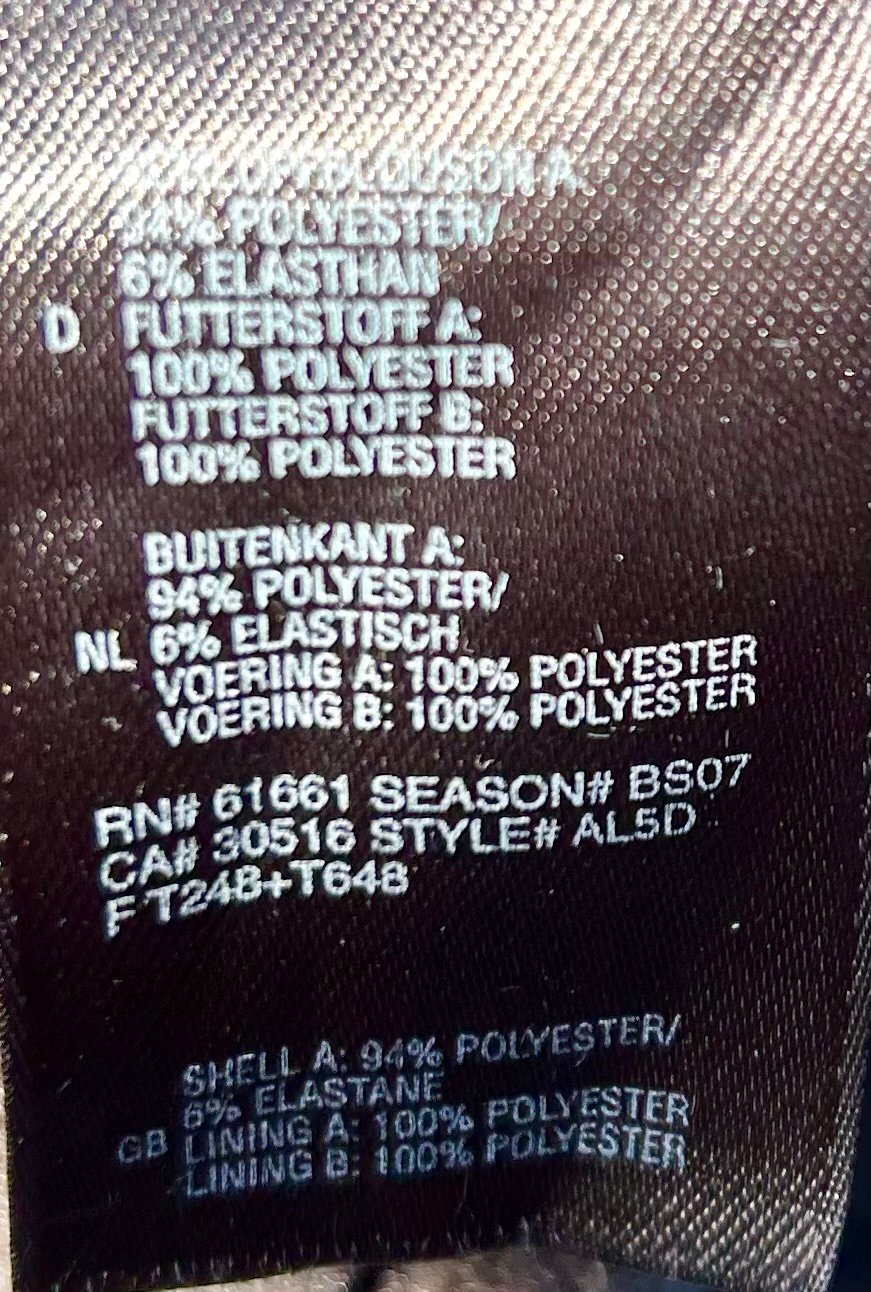 94% POLYESTER/
6% ELASTHAN
D FUTTERSTOFF A:
100% POLYESTER
FUTTERSTOFF B:
100% POLYESTER
BUITENKANT A:
94% POLYESTER/
NL 6% ELASTISCH
VOERING A: 100% POLYESTER
VOERING B: 100% POLYESTER
RN# 61661 SEASON# BS07
CA# 30516 STYLE# AL5D
F T248+T648
SHELL A: 94% POLYESTER/
6% ELASTANE
GB LINING A: 100% POLYESTER
LINING B: 100% POLYESTER